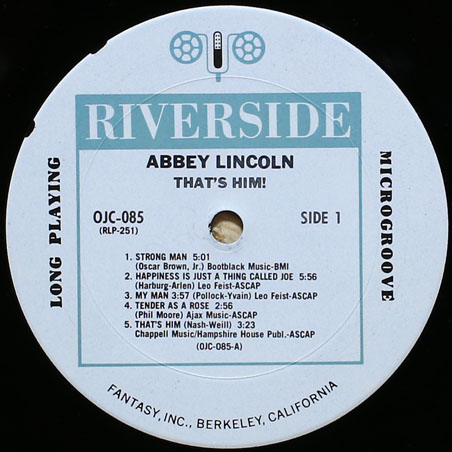 RIVERSIDE
ABBEY LINCOLN
THAT'S HIM!
OJC-085
(RLP-251)
SIDE 1
LONG PLAYING
MICROGROOVE
1. STRONG MAN 5:01
(Oscar Brown, Jr.) Bootblack Music-BMI
2. HAPPINESS IS JUST A THING CALLED JOE 5:56
(Harburg-Arlen) Leo Feist-ASCAP
3. MY MAN 3:57 (Pollock-Yvain) Leo Feist-ASCAP
4. TENDER AS A ROSE 2:56
(Phil Moore) Ajax Music-ASCAP
5. THAT'S HIM (Nash-Weill) 3:23
Chappell Music/Hampshire House Publ.-ASCAP
(OJC-085-A)
FANTASY, INC., BERKELEY, CALIFORNIA